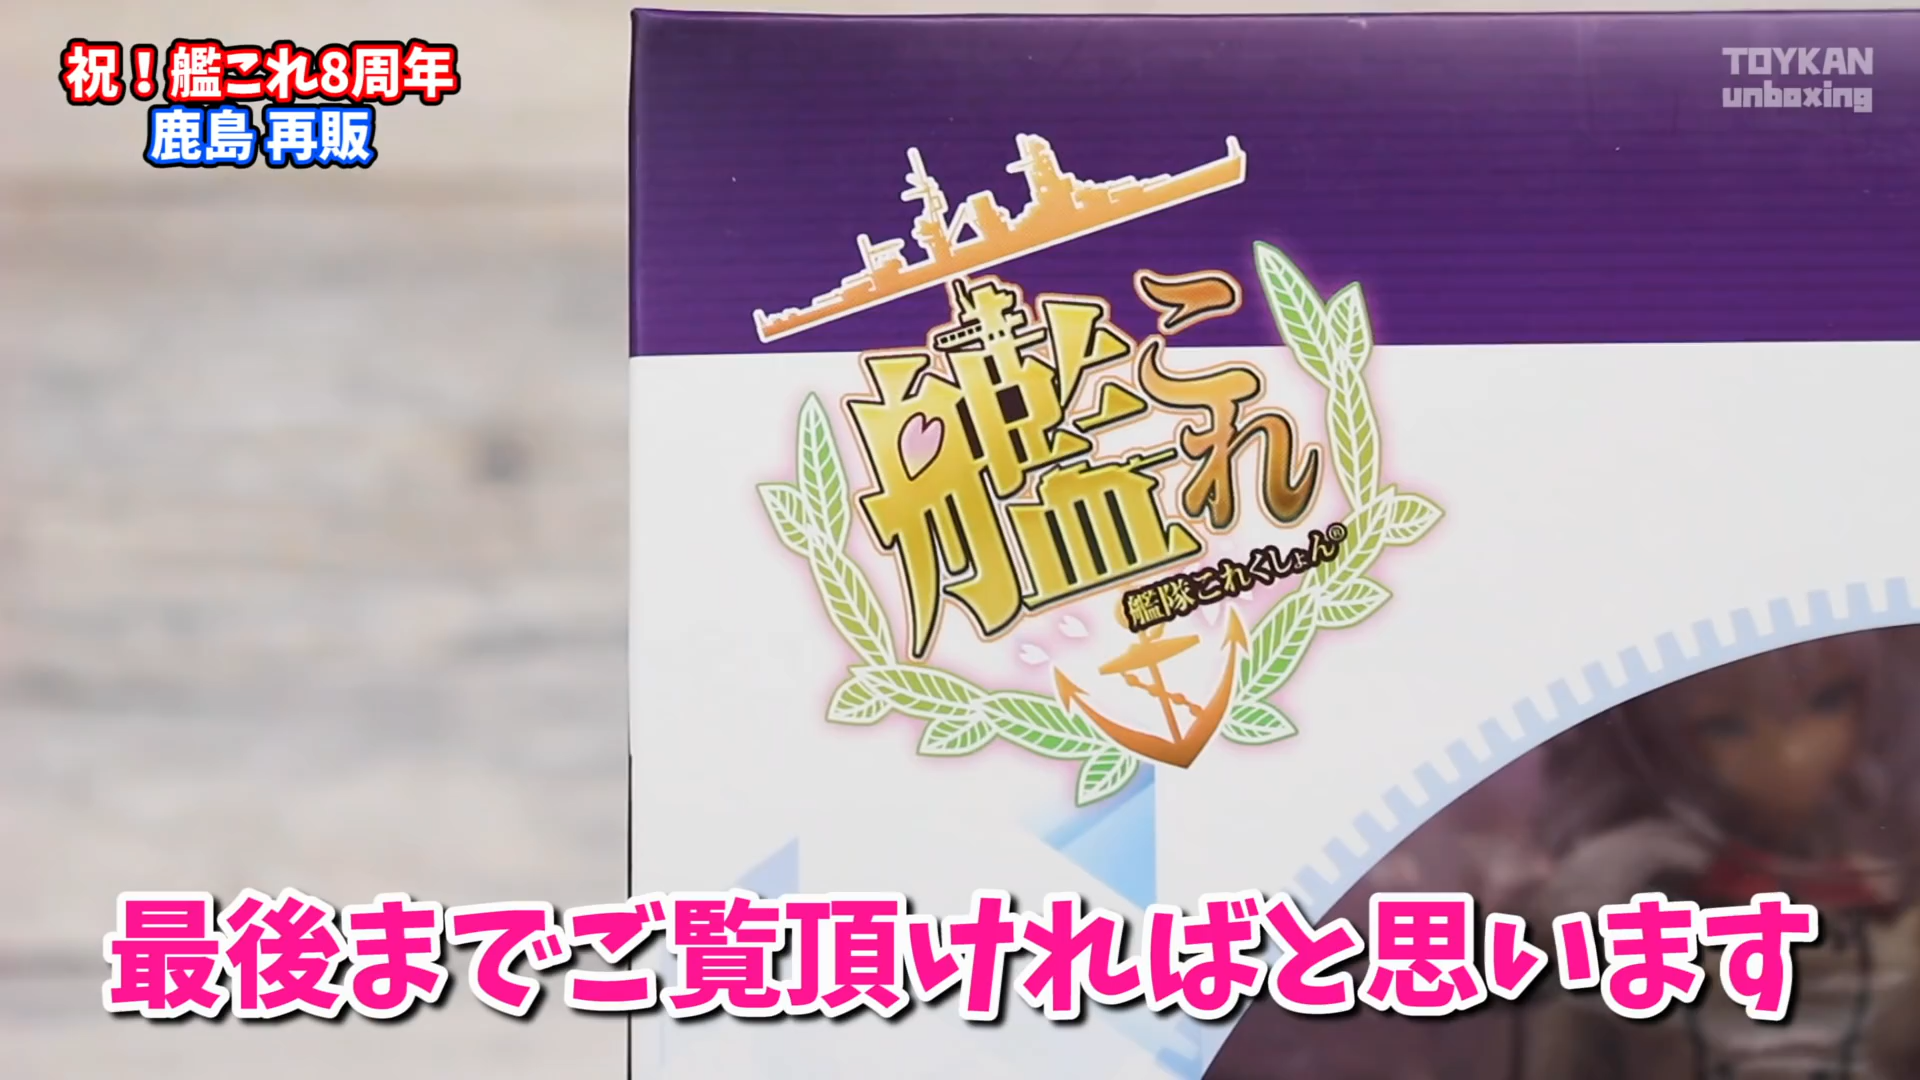 祝！艦これ8周年
鹿島 再販
TOYKAN
unboxing
艦これ
艦隊これくしょん®
最後までご覧頂ければと思います